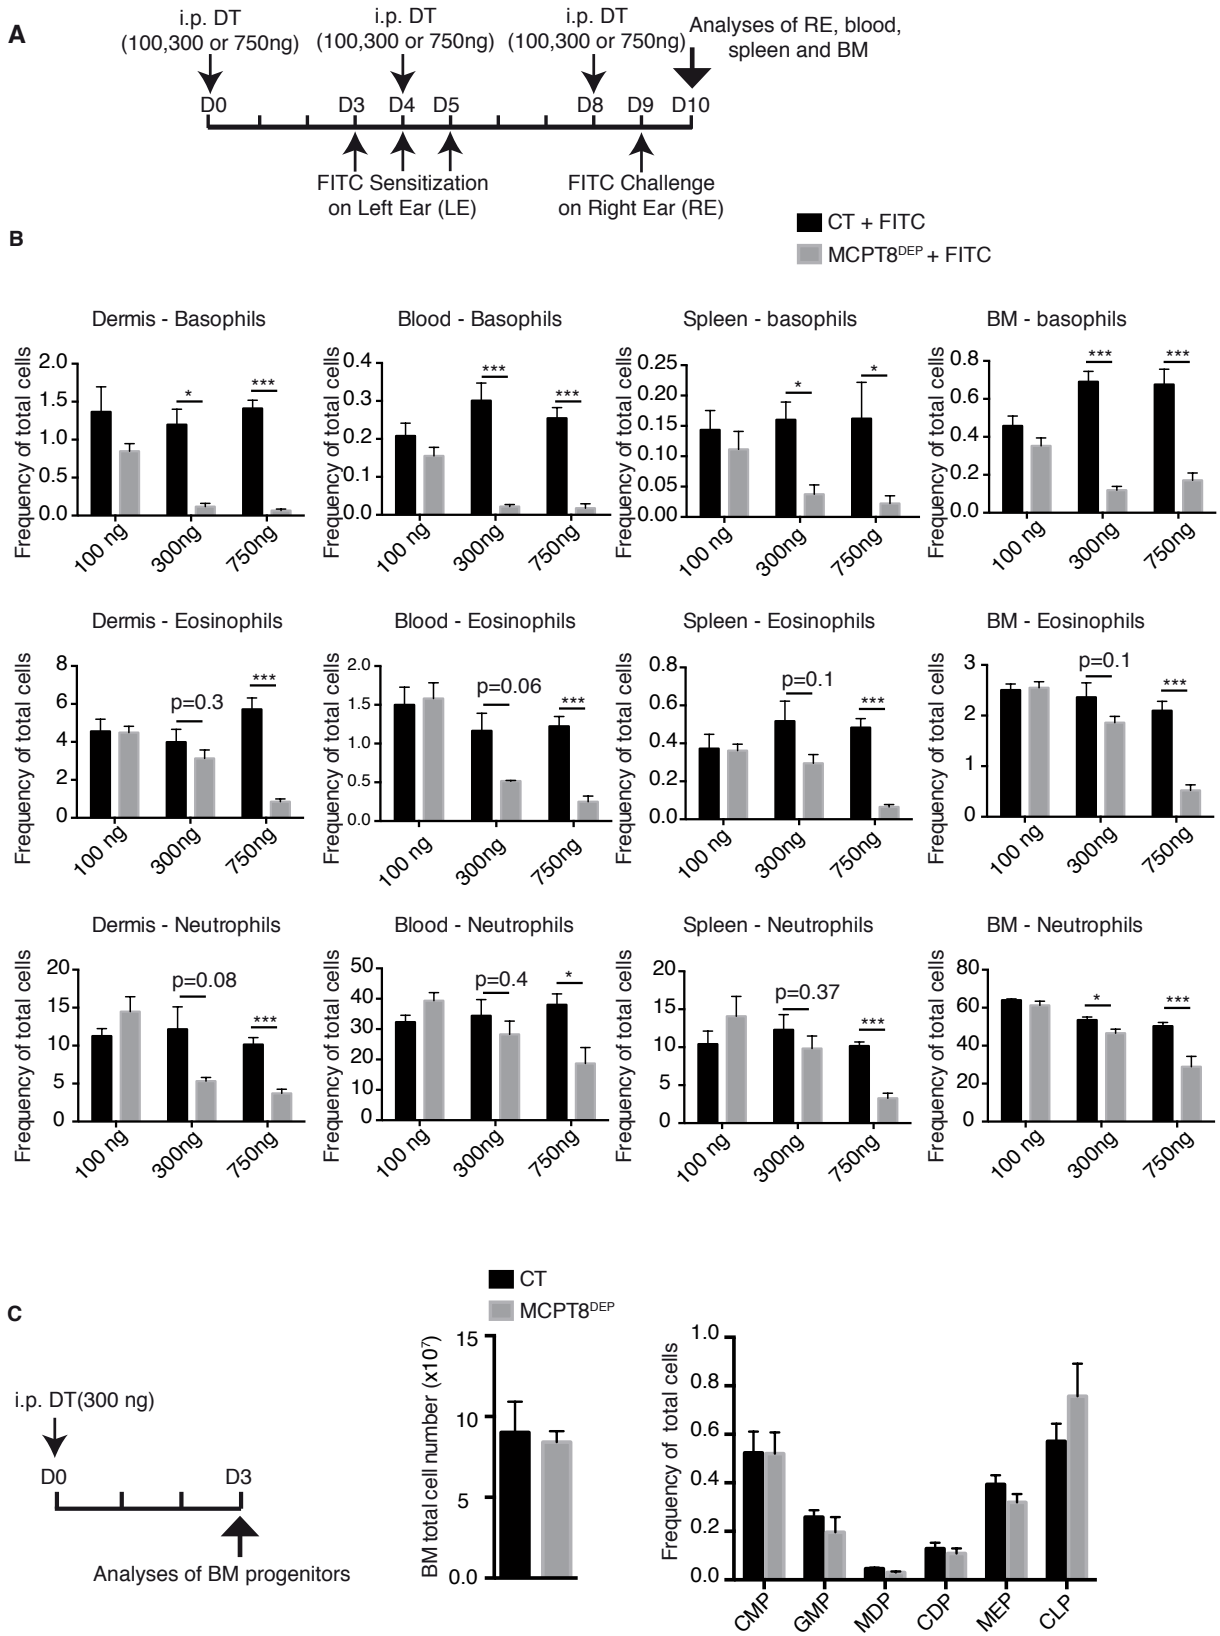 A
i.p. DT
(100,300 or 750ng)
i.p. DT
(100,300 or 750ng)
i.p. DT
(100,300 or 750ng)
Analyses of RE, blood,
spleen and BM
D0 D3 D4 D5 D8 D9 D10
FITC Sensitization
on Left Ear (LE)
FITC Challenge
on Right Ear (RE)
B
CT + FITC
MCPT8DEP + FITC
Dermis - Basophils
Frequency of total cells
2.0
1.5
1.0
0.5
0.0
* ***
100 ng 300ng 750ng
Blood - Basophils
Frequency of total cells
0.4
0.3
0.2
0.1
0.0
*** ***
100 ng 300ng 750ng
Spleen - basophils
Frequency of total cells
0.25
0.20
0.15
0.10
0.05
0.00
* *
100 ng 300ng 750ng
BM - basophils
Frequency of total cells
0.8
0.6
0.4
0.2
0.0
*** ***
100 ng 300ng 750ng
Dermis - Eosinophils
Frequency of total cells
8
6
4
2
0
p=0.3 ***
100 ng 300ng 750ng
Blood - Eosinophils
Frequency of total cells
2.0
1.5
1.0
0.5
0.0
p=0.06 ***
100 ng 300ng 750ng
Spleen - Eosinophils
Frequency of total cells
0.8
0.6
0.4
0.2
0.0
p=0.1 ***
100 ng 300ng 750ng
BM - Eosinophils
Frequency of total cells
3
2
1
0
p=0.1 ***
100 ng 300ng 750ng
Dermis - Neutrophils
Frequency of total cells
20
15
10
5
0
p=0.08 ***
100 ng 300ng 750ng
Blood - Neutrophils
Frequency of total cells
50
40
30
20
10
0
p=0.4 *
100 ng 300ng 750ng
Spleen - Neutrophils
Frequency of total cells
20
15
10
5
0
p=0.37 ***
100 ng 300ng 750ng
BM - Neutrophils
Frequency of total cells
80
60
40
20
0
* ***
100 ng 300ng 750ng
C
i.p. DT(300 ng)
D0 D3
Analyses of BM progenitors
CT
MCPT8DEP
BM total cell number (x10⁷)
15
10
5
0.0
Frequency of total cells
1.0
0.8
0.6
0.4
0.2
0.0
CMP GMP MDP CDP MEP CLP